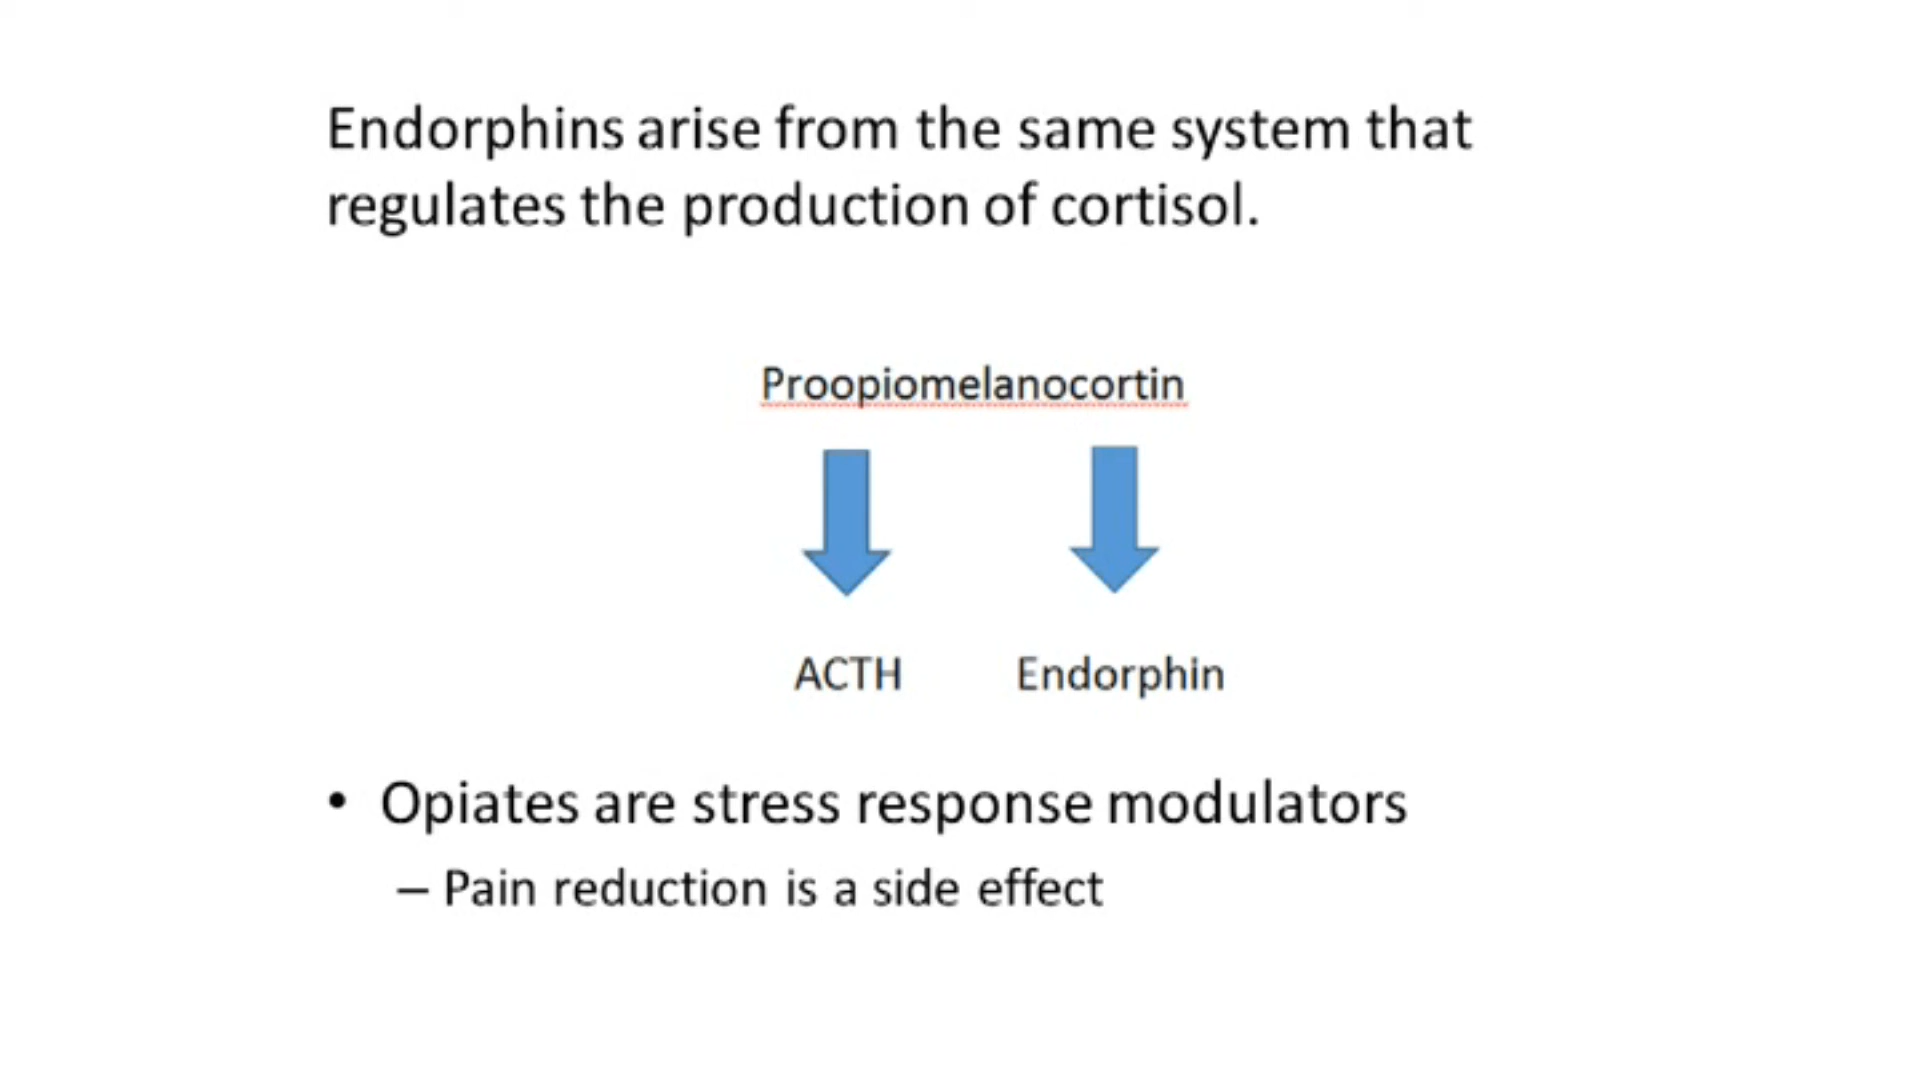 Endorphins arise from the same system that
regulates the production of cortisol.
Proopiomelanocortin
ACTH Endorphin
• Opiates are stress response modulators
– Pain reduction is a side effect